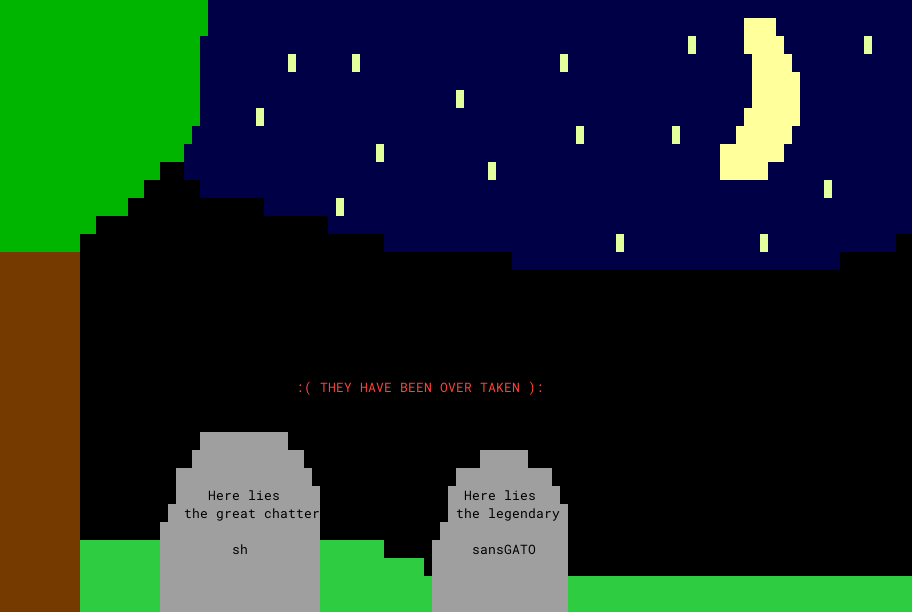 :( THEY HAVE BEEN OVER TAKEN ):
Here lies
the great chatter
sh
Here lies
the legendary
sansGATO